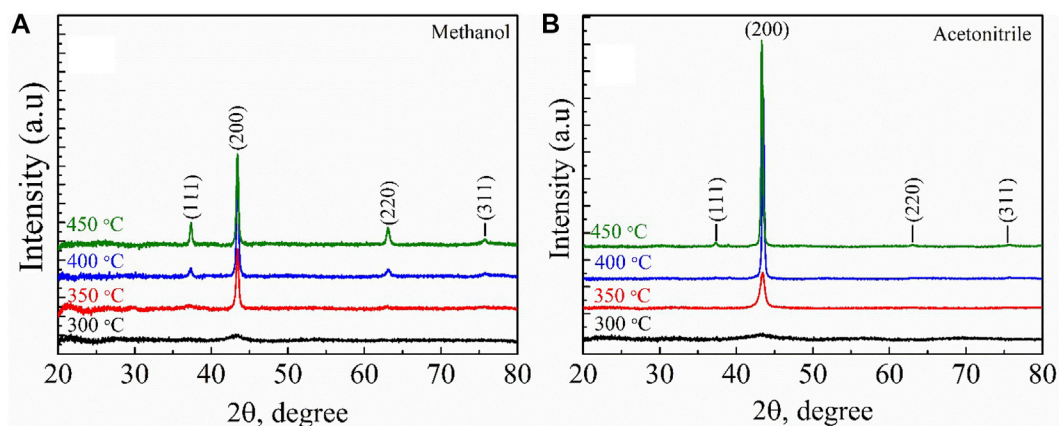 A
Methanol
Intensity (a.u)
(111)
(200)
(220)
(311)
450 °C
400 °C
350 °C
300 °C
20 30 40 50 60 70 80
2θ, degree
B
Acetonitrile
Intensity (a.u)
(200)
(111)
(220)
(311)
450 °C
400 °C
350 °C
300 °C
20 30 40 50 60 70 80
2θ, degree